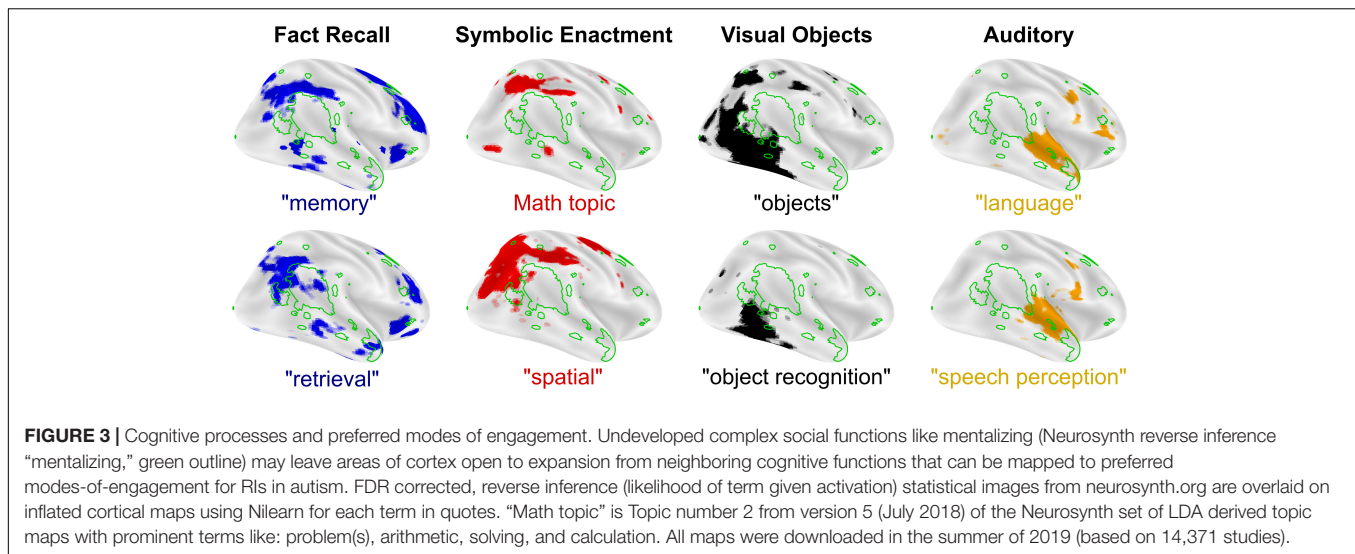 Fact Recall Symbolic Enactment Visual Objects Auditory
"memory" Math topic "objects" "language"
"retrieval" "spatial" "object recognition" "speech perception"
FIGURE 3 | Cognitive processes and preferred modes of engagement. Undeveloped complex social functions like mentalizing (Neurosynth reverse inference
“mentalizing,” green outline) may leave areas of cortex open to expansion from neighboring cognitive functions that can be mapped to preferred
modes-of-engagement for RIs in autism. FDR corrected, reverse inference (likelihood of term given activation) statistical images from neurosynth.org are overlaid on
inflated cortical maps using Nilearn for each term in quotes. “Math topic” is Topic number 2 from version 5 (July 2018) of the Neurosynth set of LDA derived topic
maps with prominent terms like: problem(s), arithmetic, solving, and calculation. All maps were downloaded in the summer of 2019 (based on 14,371 studies).